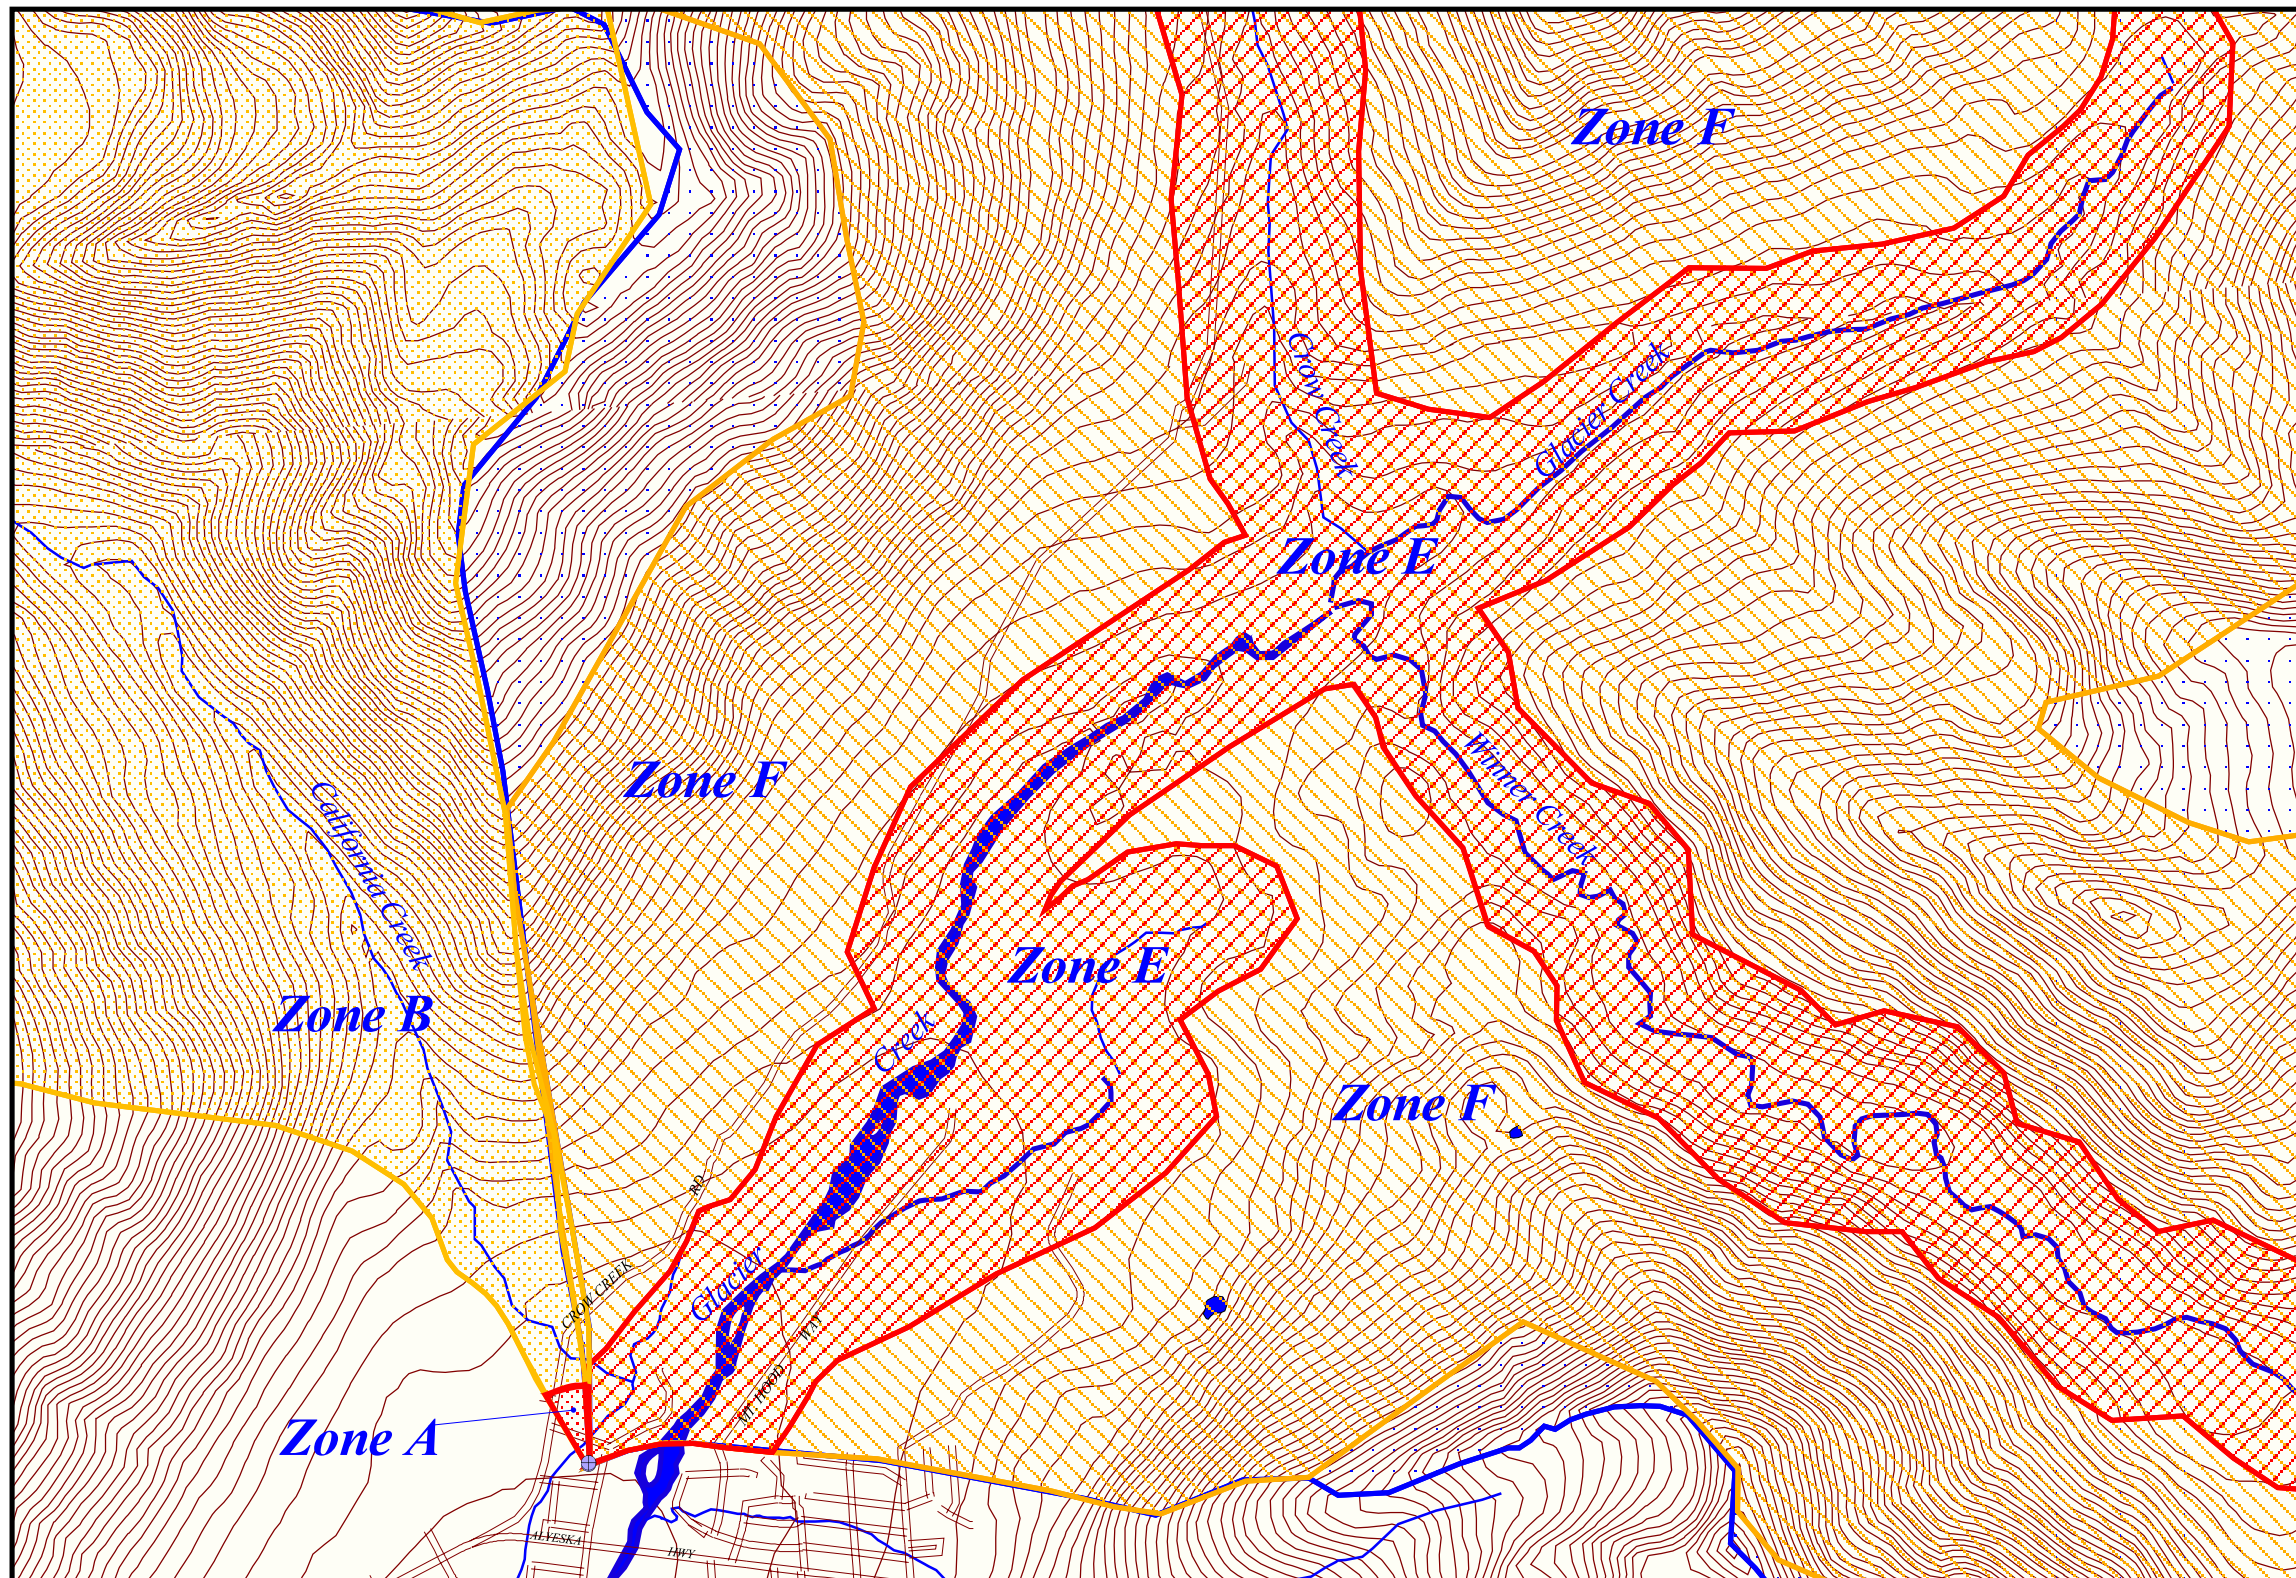 Zone F
Crow Creek
Glacier Creek
Zone E
Zone F
Winner Creek
California Creek
Zone E
Zone B
Creek
Zone F
RD
Glacier
CROW CREEK
WAY
MT HOOD
Zone A
ALYESKA
HWY